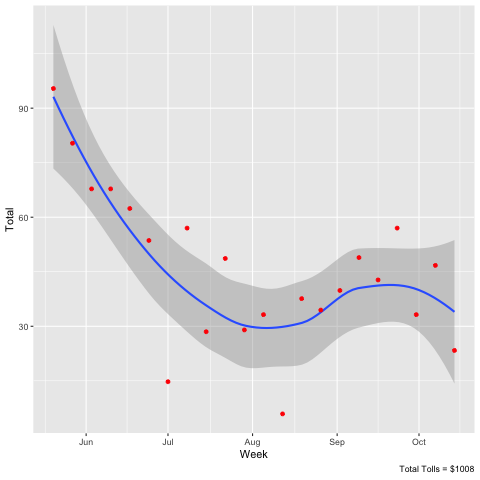 90
60
30
Total
Jun Jul Aug Sep Oct
Week
Total Tolls = $1008